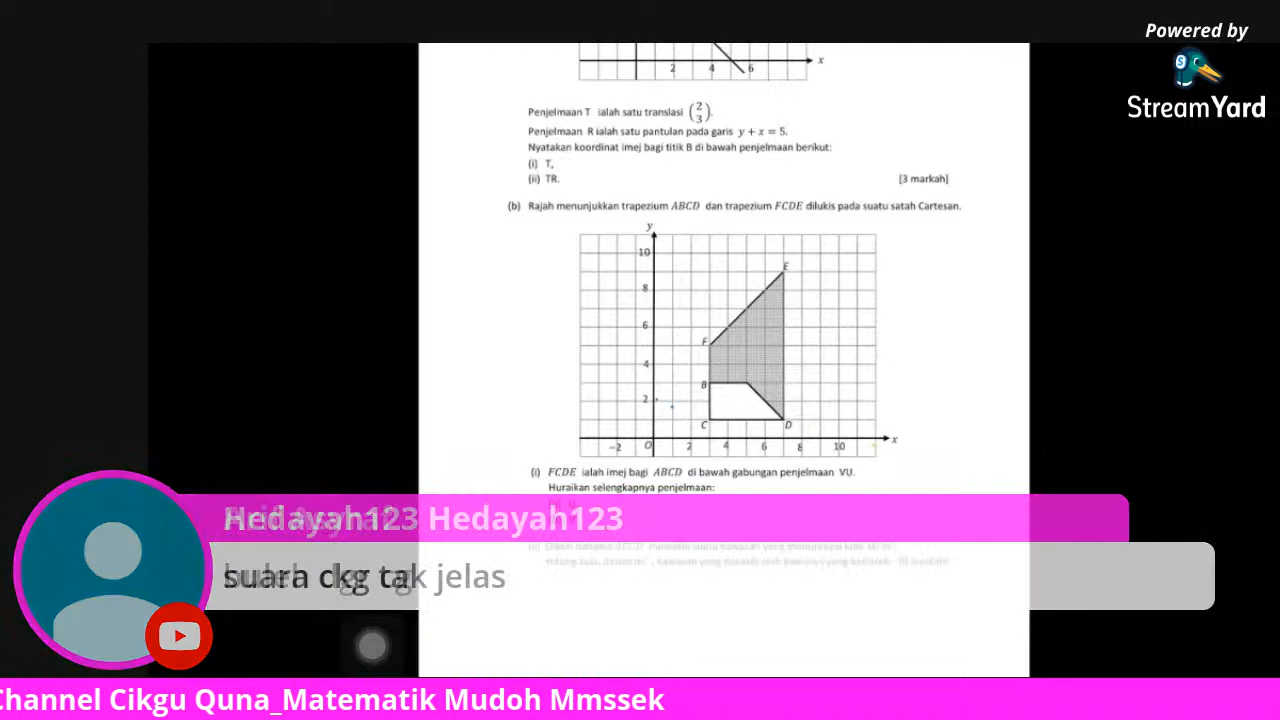 Powered by
StreamYard
2
4
6
x
Penjelmaan T ialah satu translasi (2 3).
Penjelmaan R ialah satu pantulan pada garis y + x = 5.
Nyatakan koordinat imej bagi titik B di bawah penjelmaan berikut:
(i) T,
(ii) TR.
[3 markah]
(b) Rajah menunjukkan trapezium ABCD dan trapezium FCDE dilukis pada suatu satah Cartesan.
y
10
E
8
6
F
4
B
2
C
D
x
-2
O
2
4
6
8
10
(i) FCDE ialah imej bagi ABCD di bawah gabungan penjelmaan VU.
Huraikan selengkapnya penjelmaan:
Hedayah123 Hedayah123
suara ckg tak jelas
Channel Cikgu Quna_Matematik Mudoh Mmssek